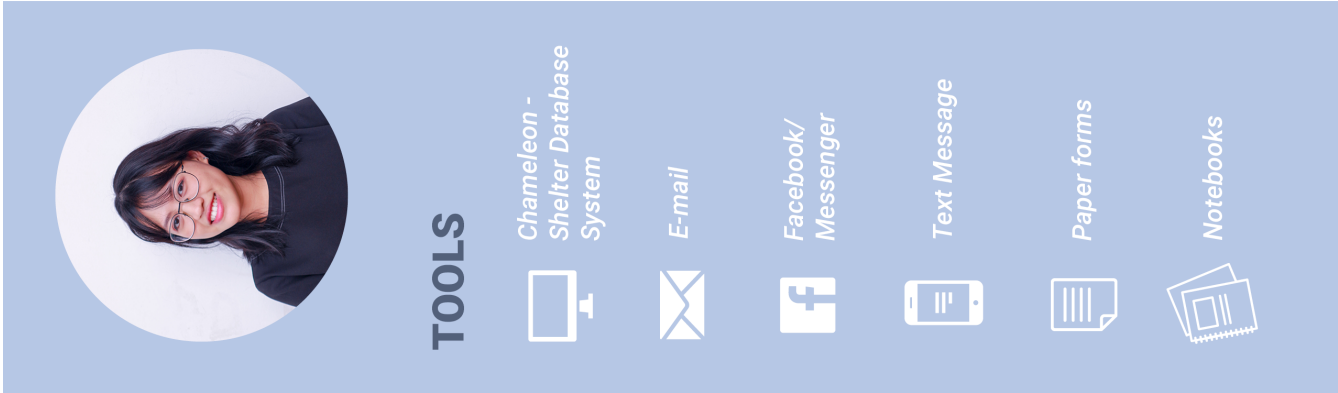 TOOLS
Chameleon -
Shelter Database
System
E-mail
Facebook/
Messenger
Text Message
Paper forms
Notebooks